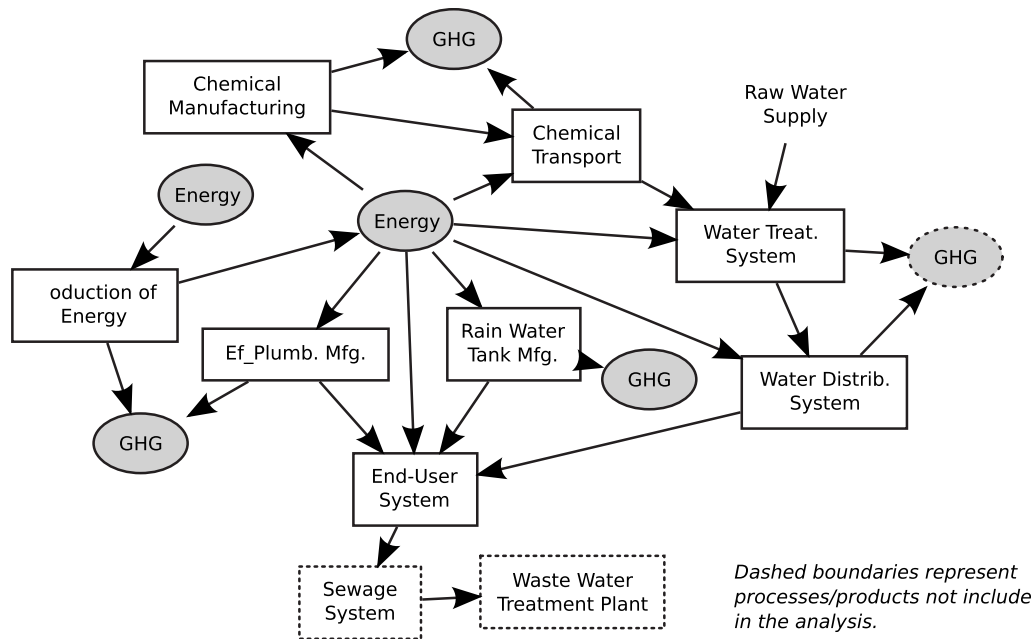 GHG
Chemical
Manufacturing
Raw Water
Supply
Chemical
Transport
Energy
Energy
Water Treat.
System
GHG
oduction of
Energy
Rain Water
Tank Mfg.
Ef_Plumb. Mfg.
GHG
Water Distrib.
System
GHG
End-User
System
Sewage
System
Waste Water
Treatment Plant
Dashed boundaries represent
processes/products not include
in the analysis.